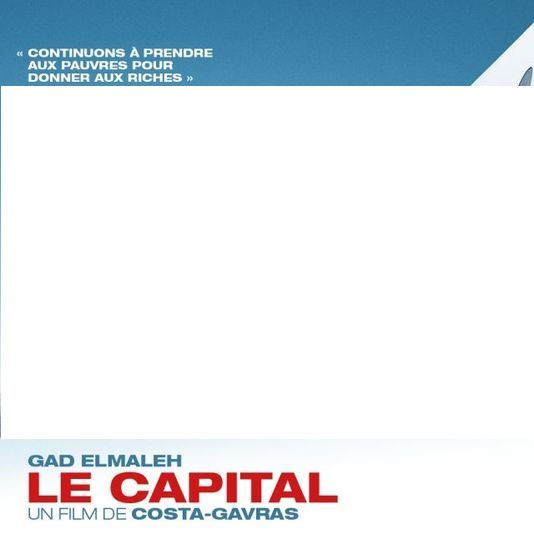 « CONTINUONS À PRENDRE
AUX PAUVRES POUR
DONNER AUX RICHES »
GAD ELMALEH
LE CAPITAL
UN FILM DE COSTA-GAVRAS